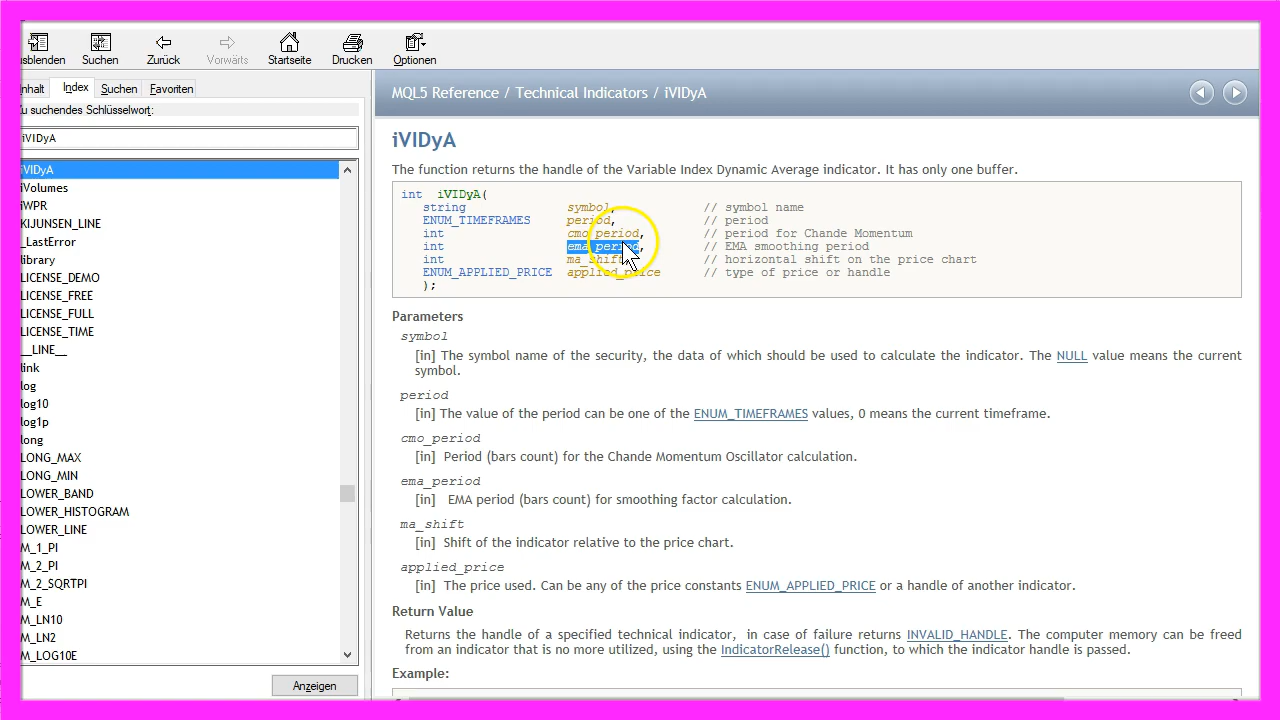 usblenden Suchen Zurück Vorwärts Startseite Drucken Optionen
nhalt Index Suchen Favoriten
Zu suchendes Schlüsselwort:
iVIDyA
iVIDyA
iVolumes
iWPR
KIJUNSEN_LINE
_LastError
library
LICENSE_DEMO
LICENSE_FREE
LICENSE_FULL
LICENSE_TIME
__LINE__
link
log
log10
log1p
long
LONG_MAX
LONG_MIN
LOWER_BAND
LOWER_HISTOGRAM
LOWER_LINE
M_1_PI
M_2_PI
M_2_SQRTPI
M_E
M_LN10
M_LN2
M_LOG10E
Anzeigen
MQL5 Reference / Technical Indicators / iVIDyA
iVIDyA
The function returns the handle of the Variable Index Dynamic Average indicator. It has only one buffer.
int iVIDyA(
string symbol, // symbol name
ENUM_TIMEFRAMES period, // period
int cmo_period, // period for Chande Momentum
int ema_period, // EMA smoothing period
int ma_shift, // horizontal shift on the price chart
ENUM_APPLIED_PRICE applied_price // type of price or handle
);
Parameters
symbol
[in] The symbol name of the security, the data of which should be used to calculate the indicator. The NULL value means the current
symbol.
period
[in] The value of the period can be one of the ENUM_TIMEFRAMES values, 0 means the current timeframe.
cmo_period
[in] Period (bars count) for the Chande Momentum Oscillator calculation.
ema_period
[in] EMA period (bars count) for smoothing factor calculation.
ma_shift
[in] Shift of the indicator relative to the price chart.
applied_price
[in] The price used. Can be any of the price constants ENUM_APPLIED_PRICE or a handle of another indicator.
Return Value
Returns the handle of a specified technical indicator, in case of failure returns INVALID_HANDLE. The computer memory can be freed
from an indicator that is no more utilized, using the IndicatorRelease() function, to which the indicator handle is passed.
Example: